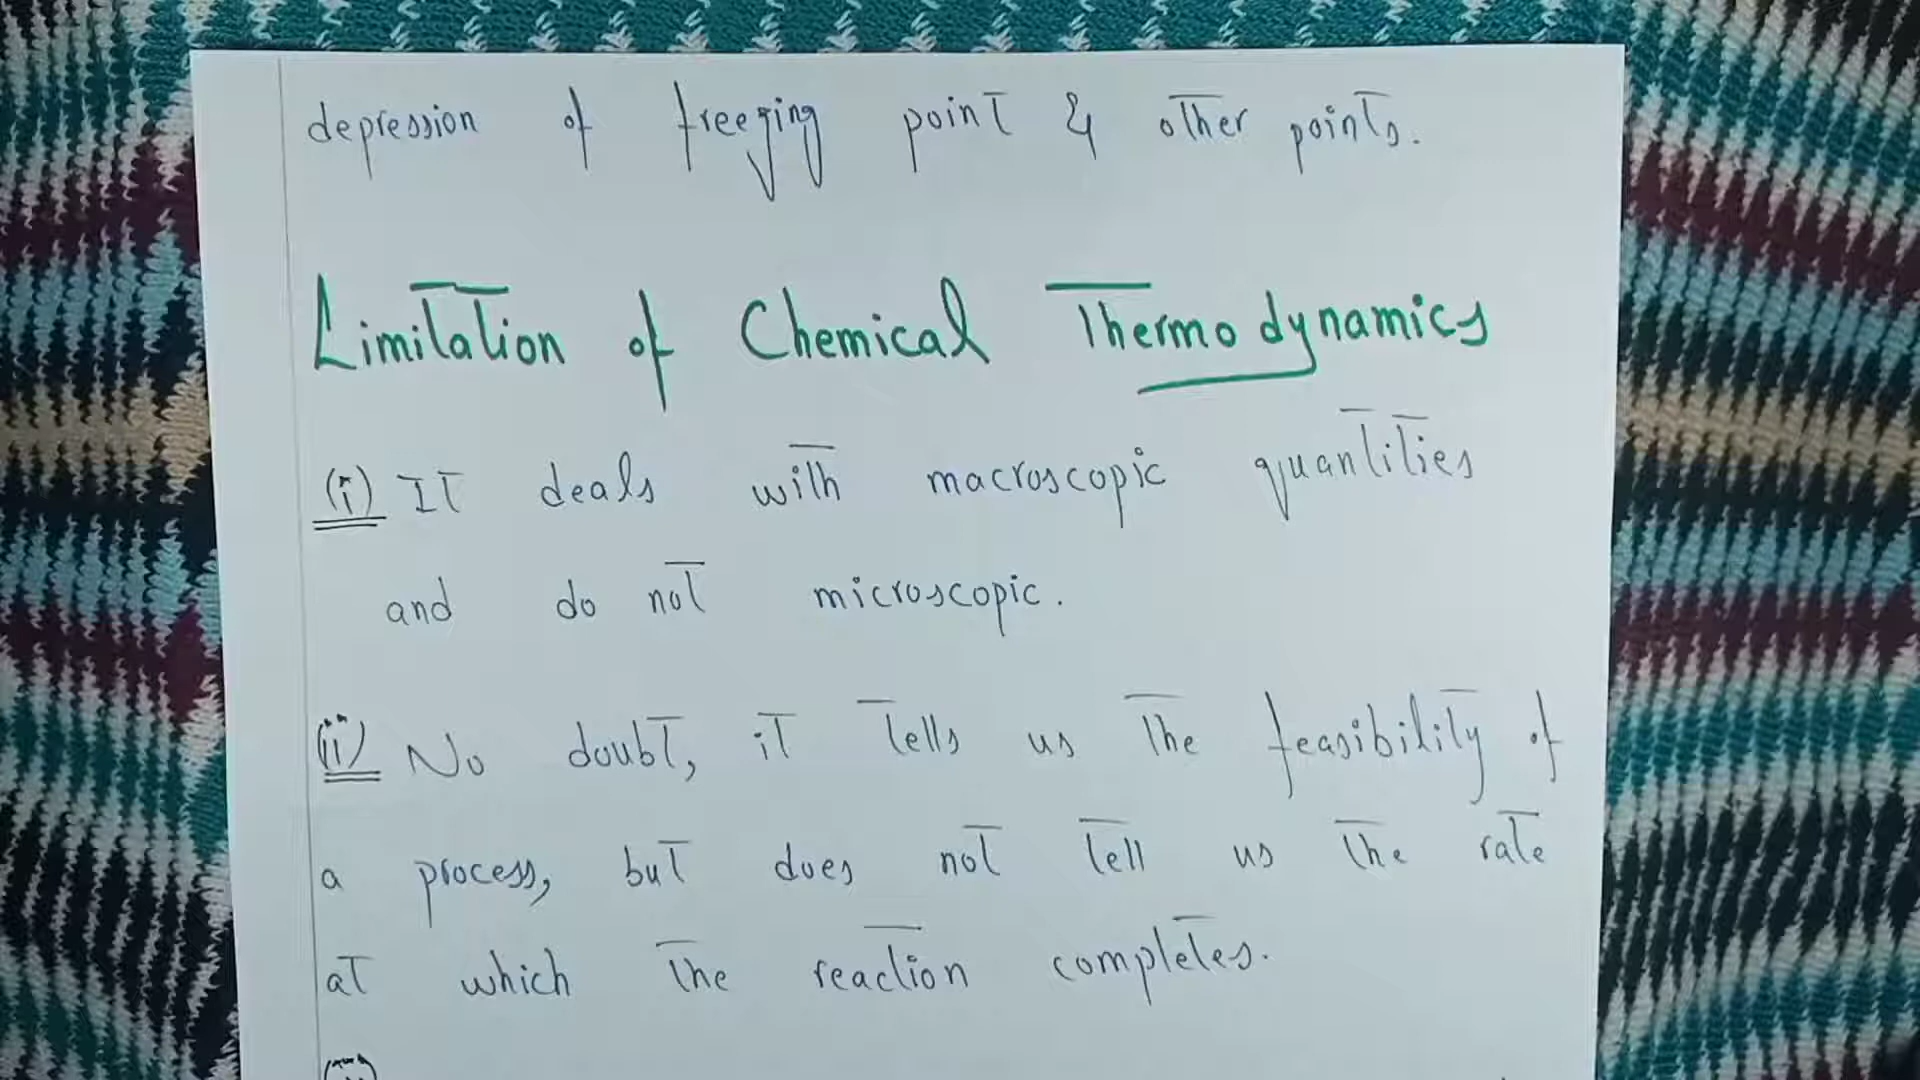 depression of freezing point & other points.
Limitation of Chemical Thermodynamics
(i) It deals with macroscopic quantities
and do not microscopic.
(ii) No doubt, it tells us the feasibility of
a process, but does not tell us the rate
at which the reaction completes.